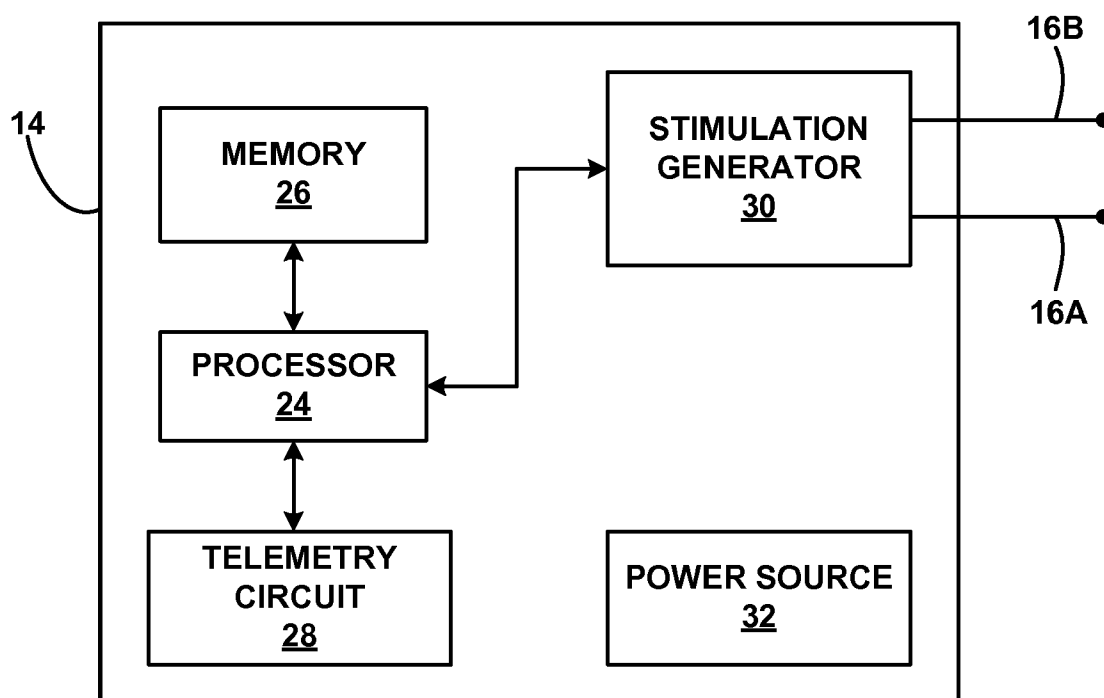 16B
14
MEMORY
26
STIMULATION
GENERATOR
30
16A
PROCESSOR
24
TELEMETRY
CIRCUIT
28
POWER SOURCE
32